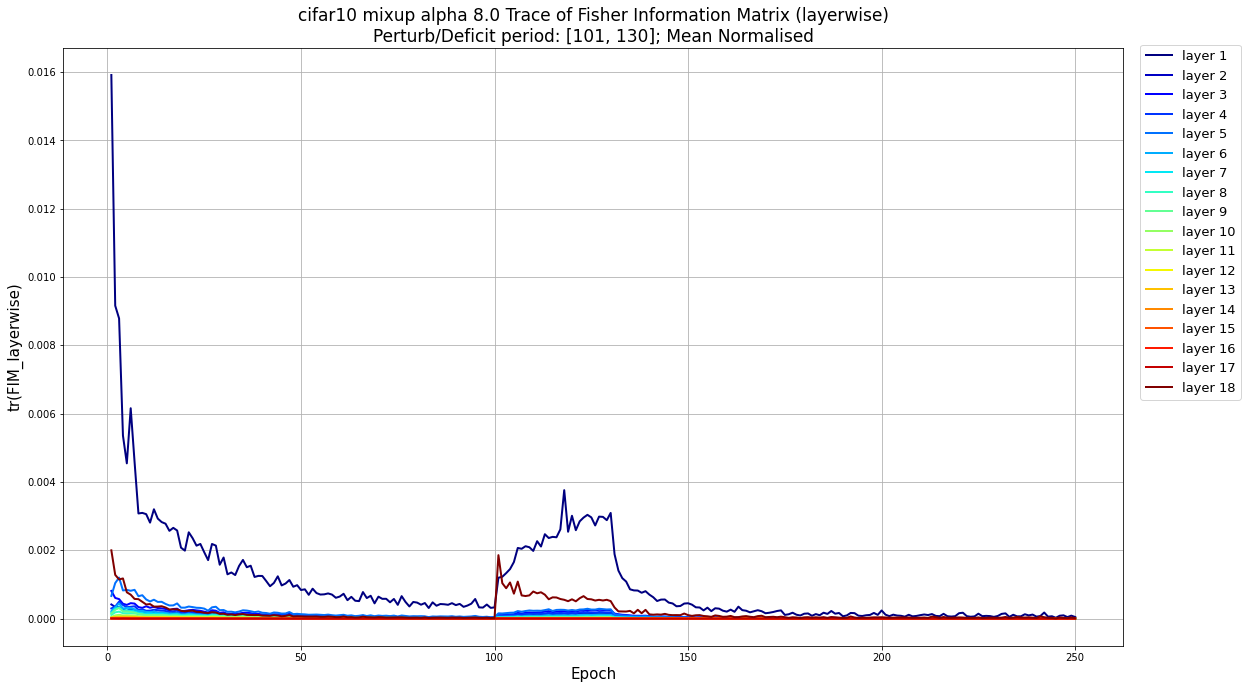 cifar10 mixup alpha 8.0 Trace of Fisher Information Matrix (layerwise)
Perturb/Deficit period: [101, 130]; Mean Normalised
tr(FIM_layerwise)
0.016
0.014
0.012
0.010
0.008
0.006
0.004
0.002
0.000
0
50
100
150
200
250
Epoch
layer 1
layer 2
layer 3
layer 4
layer 5
layer 6
layer 7
layer 8
layer 9
layer 10
layer 11
layer 12
layer 13
layer 14
layer 15
layer 16
layer 17
layer 18